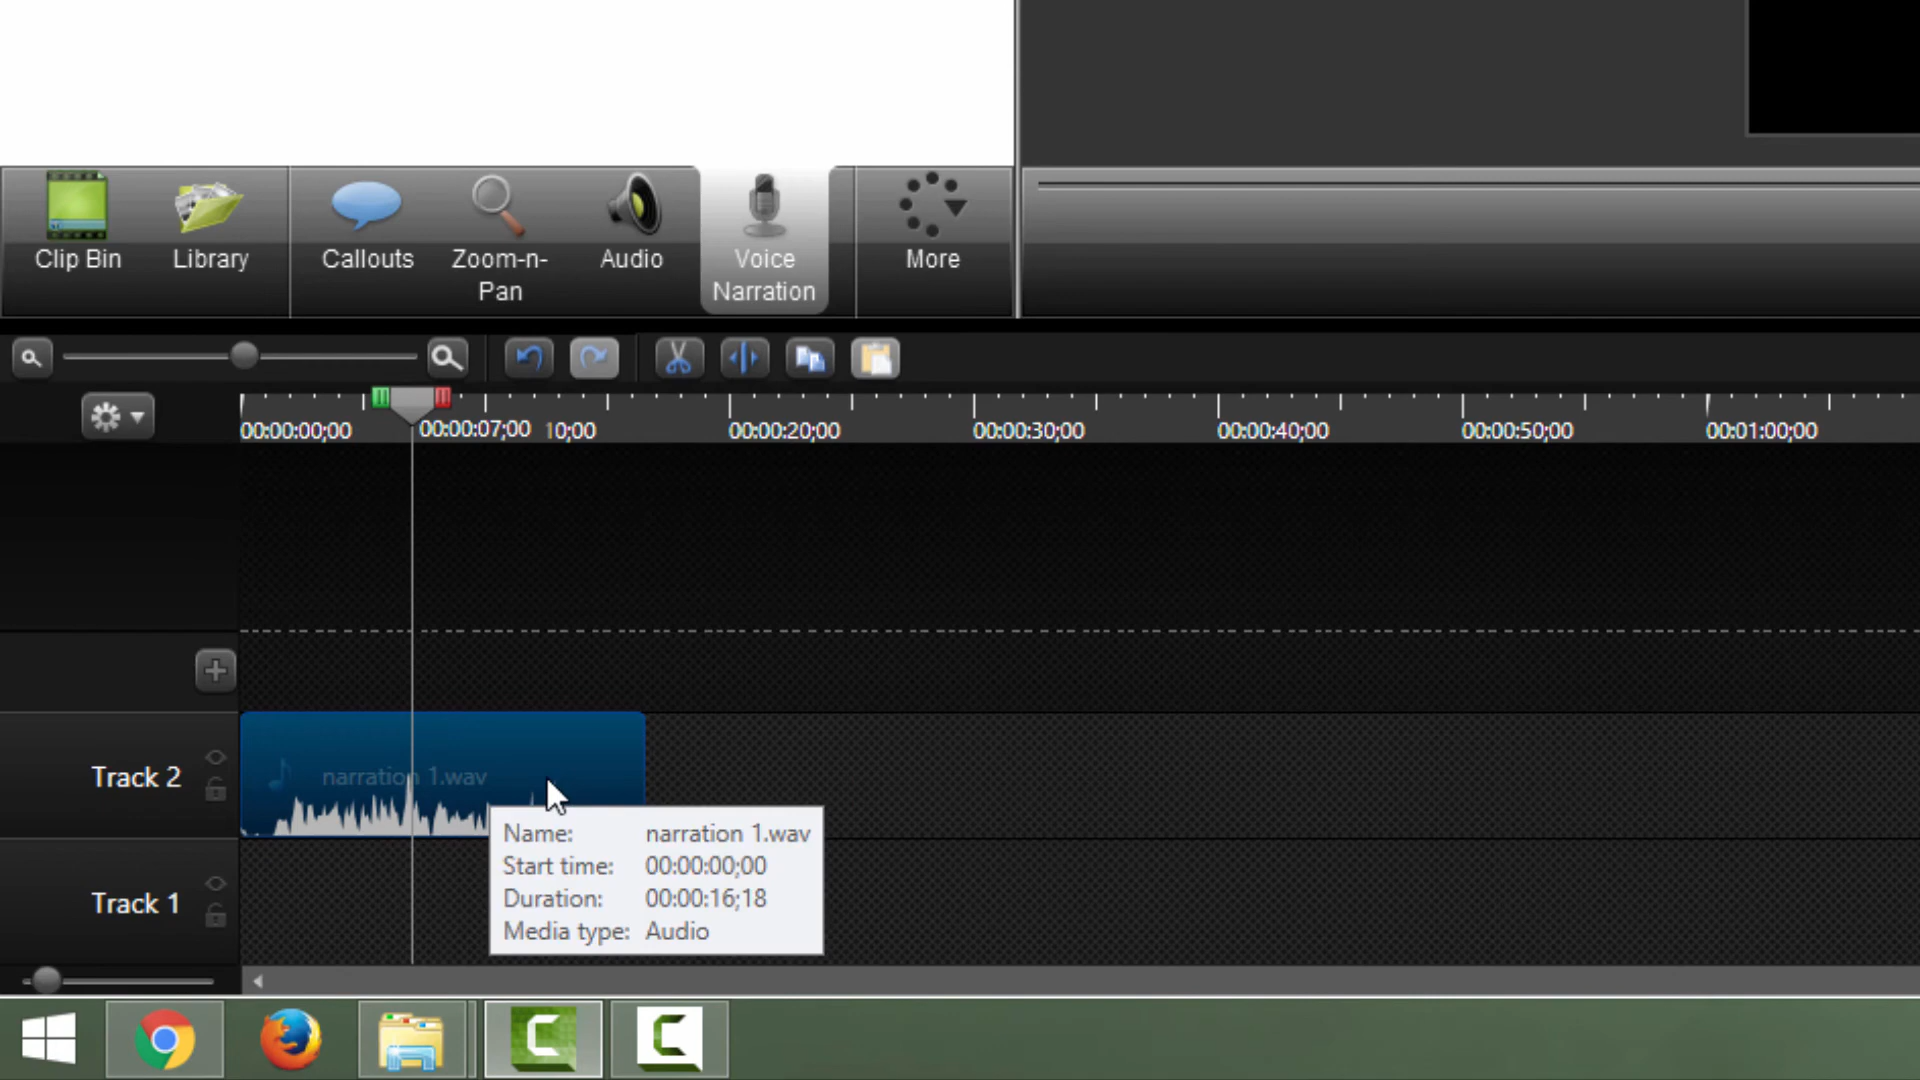 Clip Bin
Library
Callouts
Zoom-n-
Pan
Audio
Voice
Narration
More
00:00:00;00
00:00:07;00
10;00
00:00:20;00
00:00:30;00
00:00:40;00
00:00:50;00
00:01:00;00
Track 2
narration 1.wav
Name: narration 1.wav
Start time: 00:00:00;00
Duration: 00:00:16;18
Media type: Audio
Track 1